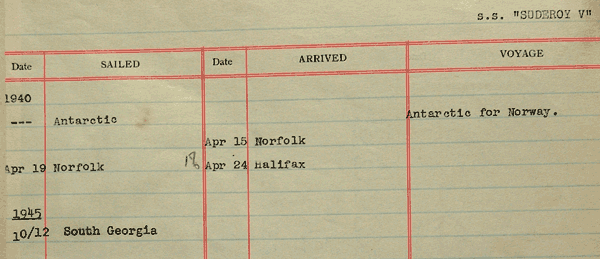 s.s. "SUDEROY V"
Date SAILED Date ARRIVED VOYAGE
1940
--- Antarctic Antarctic for Norway.
Apr 15 Norfolk
Apr 19 Norfolk 18 Apr 24 Halifax
1945
10/12 South Georgia